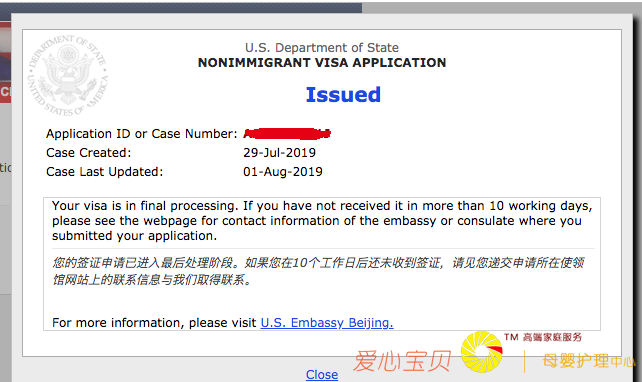 U.S. Department of State
NONIMMIGRANT VISA APPLICATION
Issued
Application ID or Case Number:
Case Created: 29-Jul-2019
Case Last Updated: 01-Aug-2019
Your visa is in final processing. If you have not received it in more than 10 working days,
please see the webpage for contact information of the embassy or consulate where you
submitted your application.
您的签证申请已进入最后处理阶段。如果您在10个工作日后还未收到签证，请见您递交申请所在使领
馆网站上的联系信息与我们取得联系。
For more information, please visit U.S. Embassy Beijing.
TM 高端家庭服务
爱心宝贝 母婴护理中心
Close
DEPARTMENT OF STATE
UNITED STATES OF AMERICA